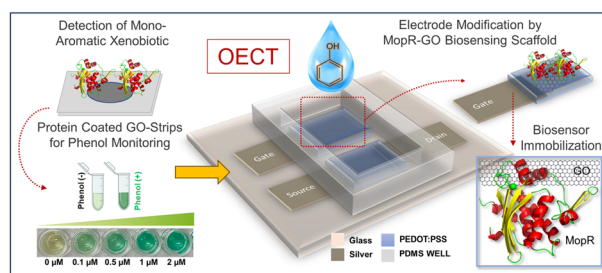 Detection of Mono-
Aromatic Xenobiotic
Protein Coated GO-Strips
for Phenol Monitoring
Phenol (-)
Phenol (+)
0 μM
0.1 μM
0.5 μM
1 μM
2 μM
OECT
OH
Gate
Source
Drain
Glass
PEDOT:PSS
Silver
PDMS WELL
Electrode Modification by
MopR-GO Biosensing Scaffold
Gate
Biosensor
Immobilization
GO
MopR